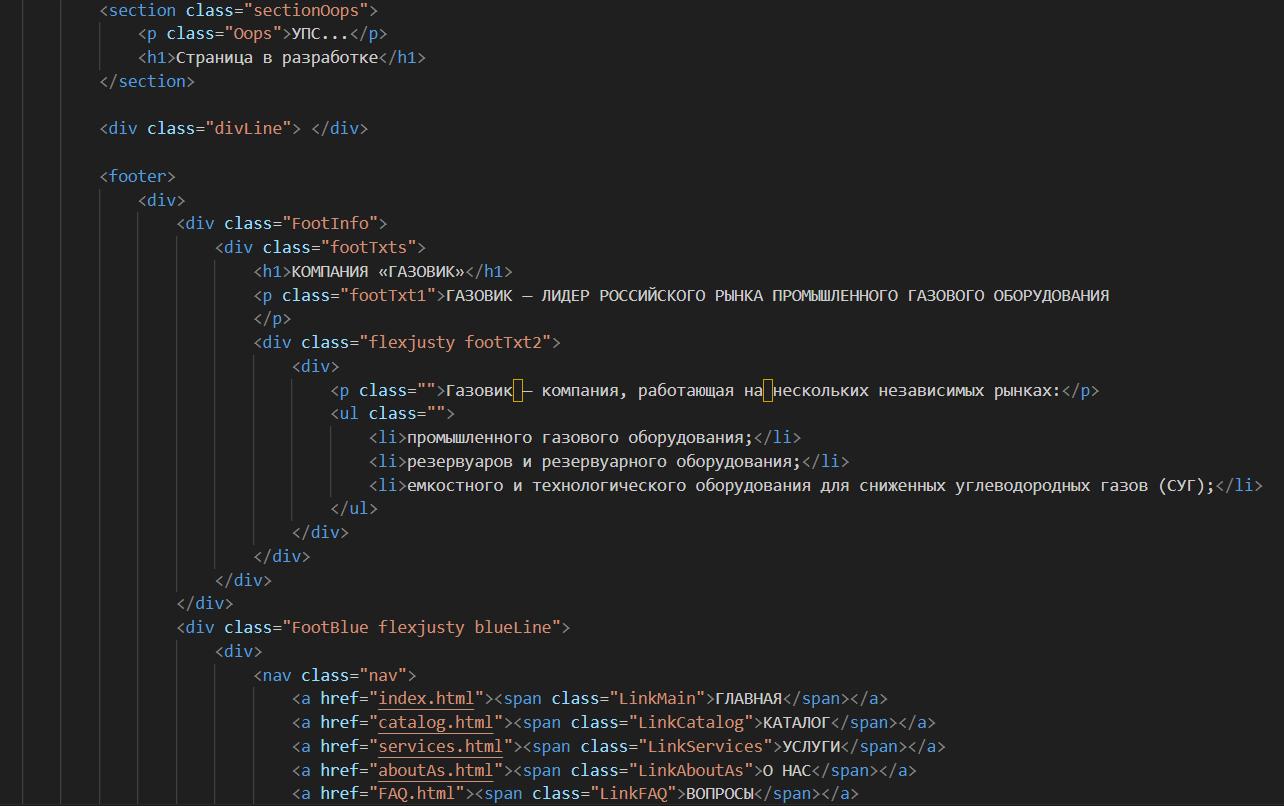 <section class="sectionOops">
<p class="Oops">УПС...</p>
<h1>Страница в разработке</h1>
</section>
<div class="divLine"> </div>
<footer>
<div>
<div class="FootInfo">
<div class="footTxts">
<h1>КОМПАНИЯ «ГАЗОВИК»</h1>
<p class="footTxt1">ГАЗОВИК — ЛИДЕР РОССИЙСКОГО РЫНКА ПРОМЫШЛЕННОГО ГАЗОВОГО ОБОРУДОВАНИЯ
</p>
<div class="flexjusty footTxt2">
<div>
<p class="">Газовик — компания, работающая на нескольких независимых рынках:</p>
<ul class="">
<li>промышленного газового оборудования;</li>
<li>резервуаров и резервуарного оборудования;</li>
<li>емкостного и технологического оборудования для сниженных углеводородных газов (СУГ);</li>
</ul>
</div>
</div>
</div>
</div>
<div class="FootBlue flexjusty blueLine">
<div>
<nav class="nav">
<a href="index.html"><span class="LinkMain">ГЛАВНАЯ</span></a>
<a href="catalog.html"><span class="LinkCatalog">КАТАЛОГ</span></a>
<a href="services.html"><span class="LinkServices">УСЛУГИ</span></a>
<a href="aboutAs.html"><span class="LinkAboutAs">О НАС</span></a>
<a href="FAQ.html"><span class="LinkFAQ">ВОПРОСЫ</span></a>